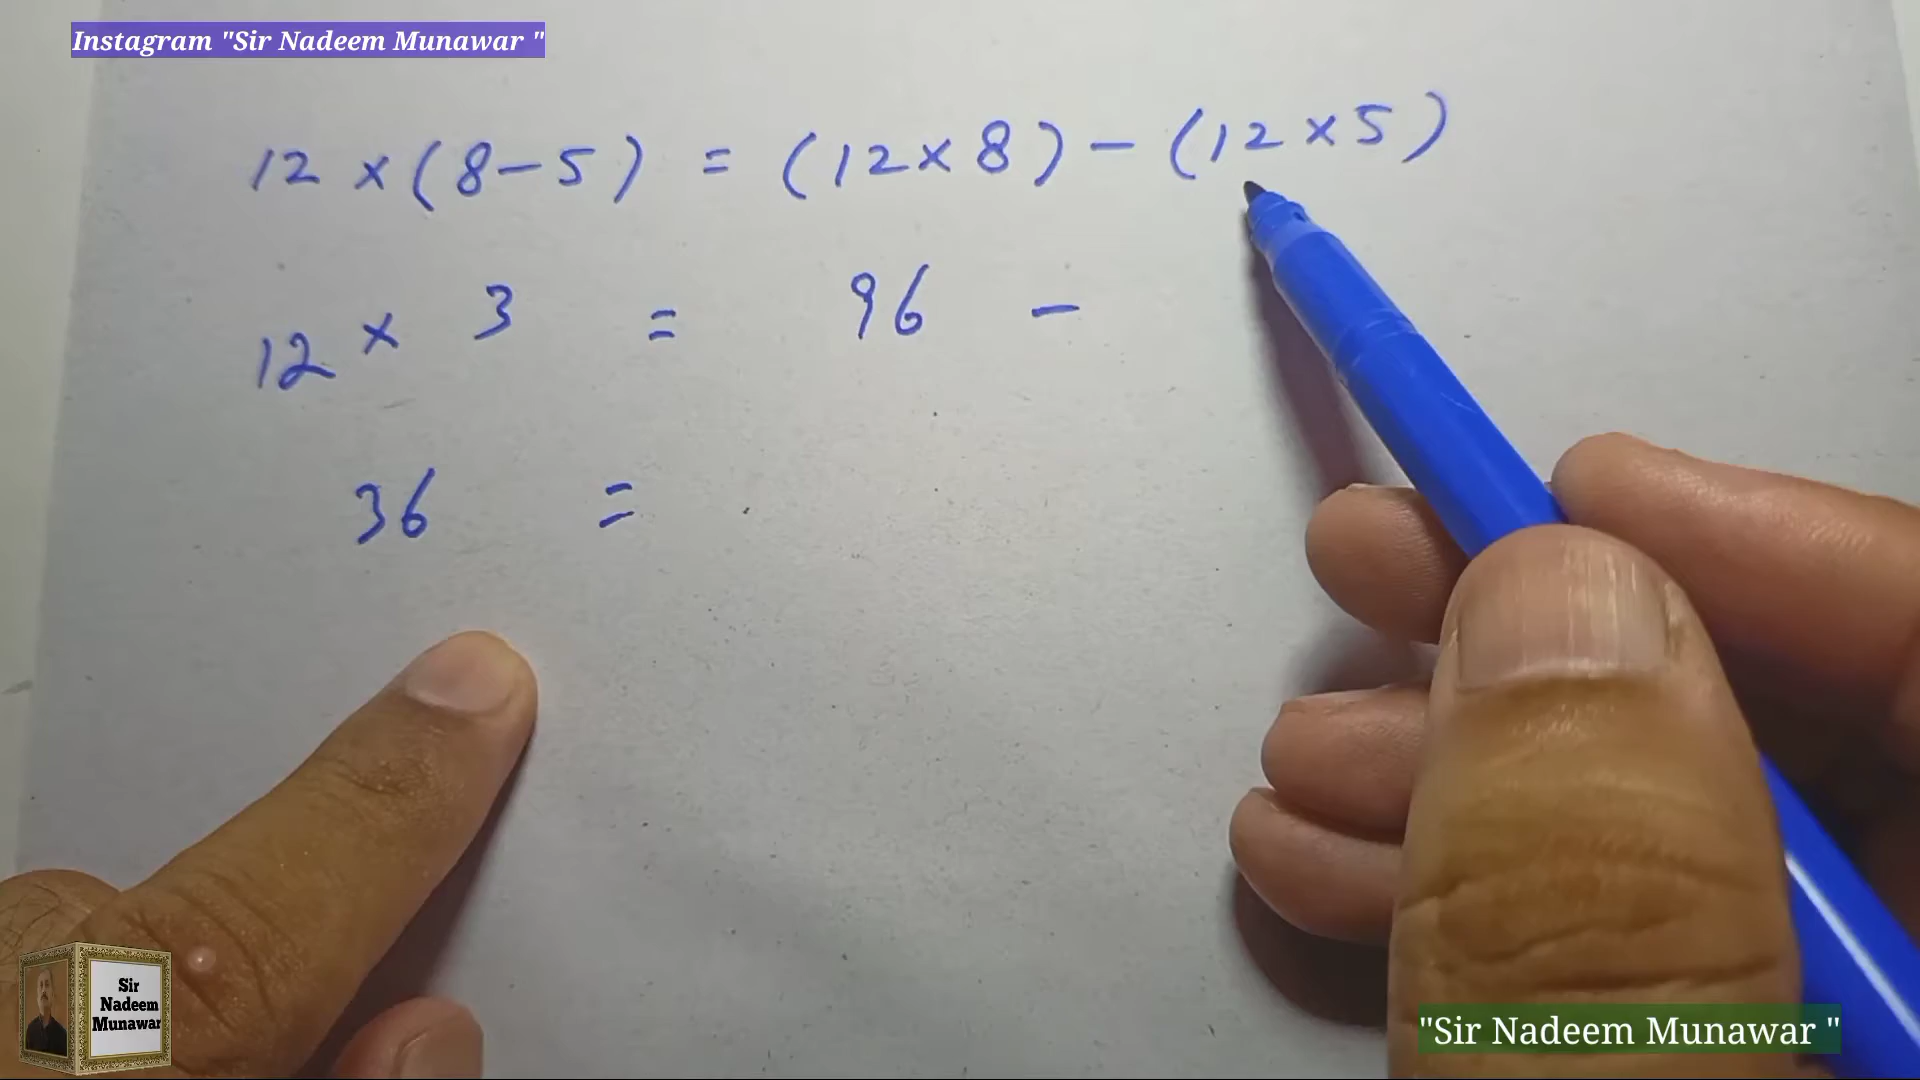 Instagram "Sir Nadeem Munawar "
12 × (8 - 5) = (12 × 8) - (12 × 5)
12 × 3 = 96 -
36 =
Sir
Nadeem
Munawar
"Sir Nadeem Munawar "